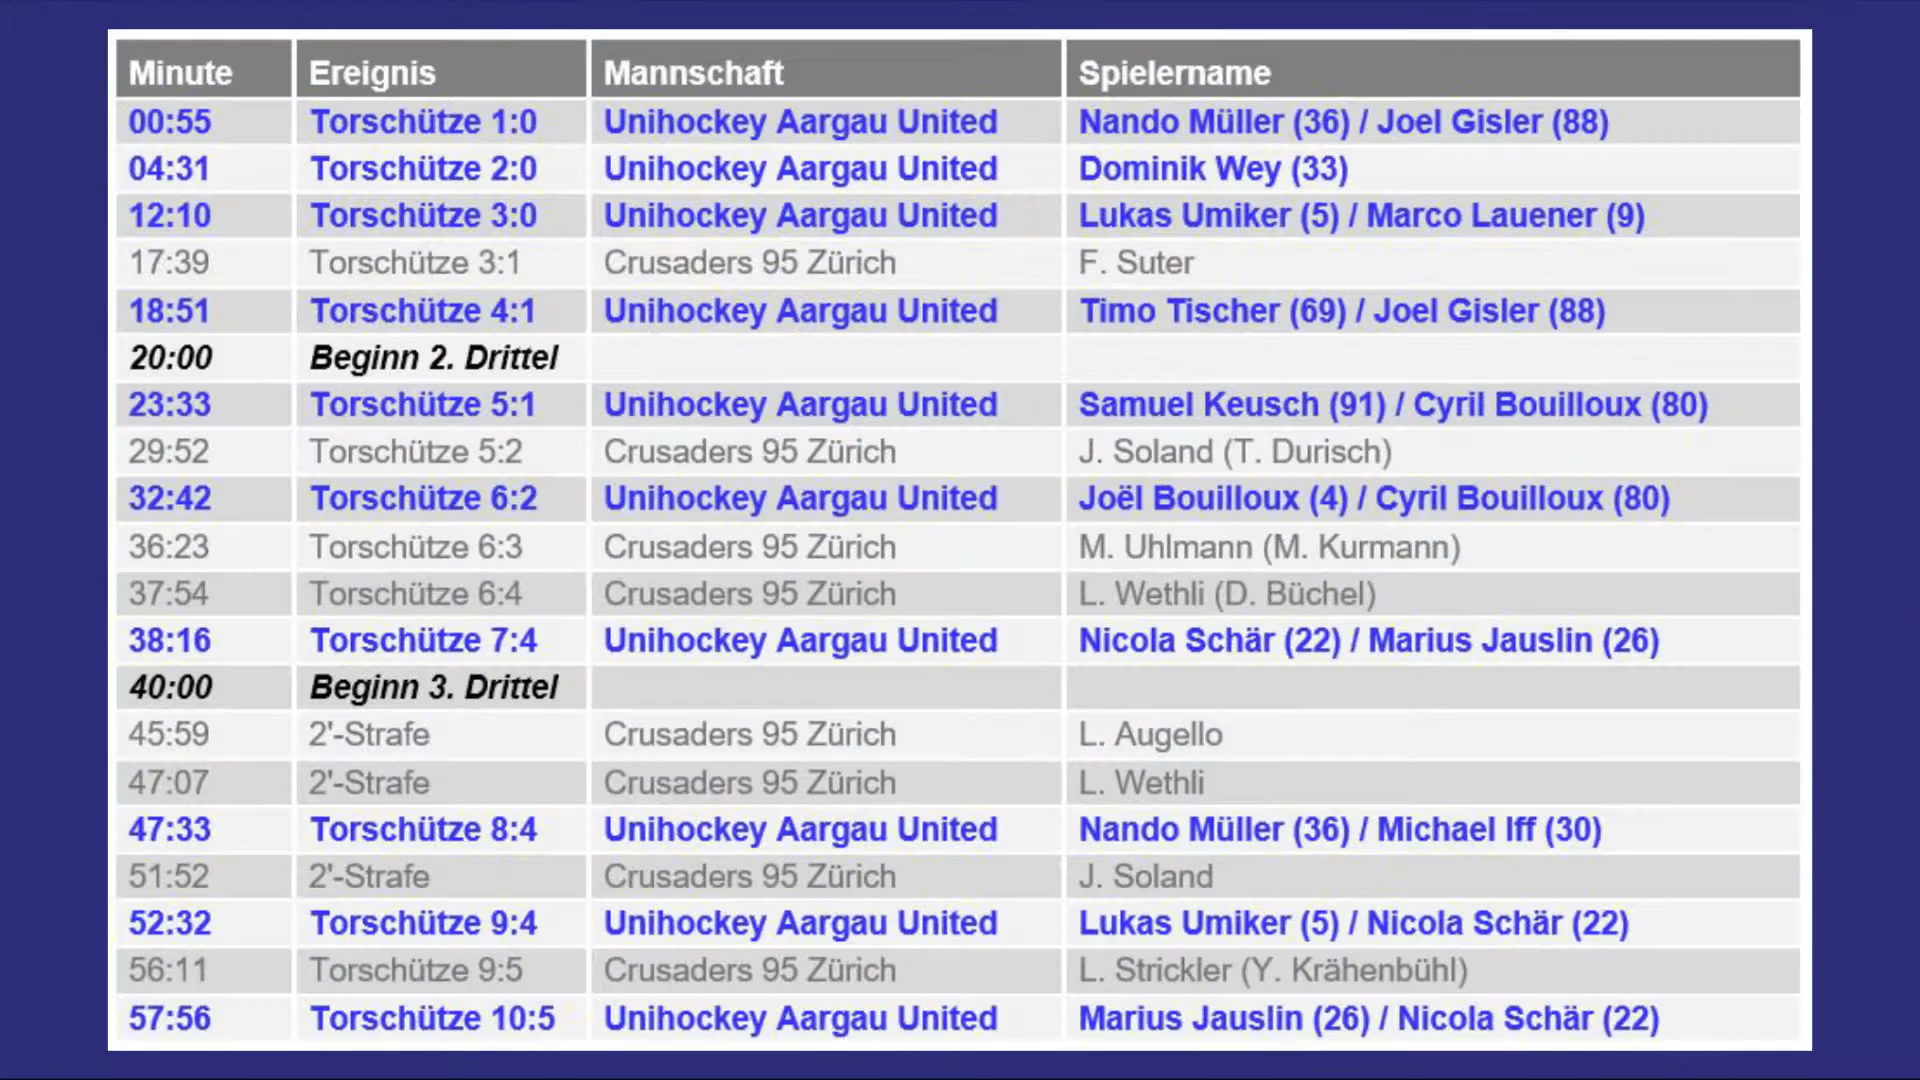 Minute Ereignis Mannschaft Spielername
00:55 Torschütze 1:0 Unihockey Aargau United Nando Müller (36) / Joel Gisler (88)
04:31 Torschütze 2:0 Unihockey Aargau United Dominik Wey (33)
12:10 Torschütze 3:0 Unihockey Aargau United Lukas Umiker (5) / Marco Lauener (9)
17:39 Torschütze 3:1 Crusaders 95 Zürich F. Suter
18:51 Torschütze 4:1 Unihockey Aargau United Timo Tischer (69) / Joel Gisler (88)
20:00 Beginn 2. Drittel
23:33 Torschütze 5:1 Unihockey Aargau United Samuel Keusch (91) / Cyril Bouilloux (80)
29:52 Torschütze 5:2 Crusaders 95 Zürich J. Soland (T. Durisch)
32:42 Torschütze 6:2 Unihockey Aargau United Joël Bouilloux (4) / Cyril Bouilloux (80)
36:23 Torschütze 6:3 Crusaders 95 Zürich M. Uhlmann (M. Kurmann)
37:54 Torschütze 6:4 Crusaders 95 Zürich L. Wethli (D. Büchel)
38:16 Torschütze 7:4 Unihockey Aargau United Nicola Schär (22) / Marius Jauslin (26)
40:00 Beginn 3. Drittel
45:59 2'-Strafe Crusaders 95 Zürich L. Augello
47:07 2'-Strafe Crusaders 95 Zürich L. Wethli
47:33 Torschütze 8:4 Unihockey Aargau United Nando Müller (36) / Michael Iff (30)
51:52 2'-Strafe Crusaders 95 Zürich J. Soland
52:32 Torschütze 9:4 Unihockey Aargau United Lukas Umiker (5) / Nicola Schär (22)
56:11 Torschütze 9:5 Crusaders 95 Zürich L. Strickler (Y. Krähenbühl)
57:56 Torschütze 10:5 Unihockey Aargau United Marius Jauslin (26) / Nicola Schär (22)